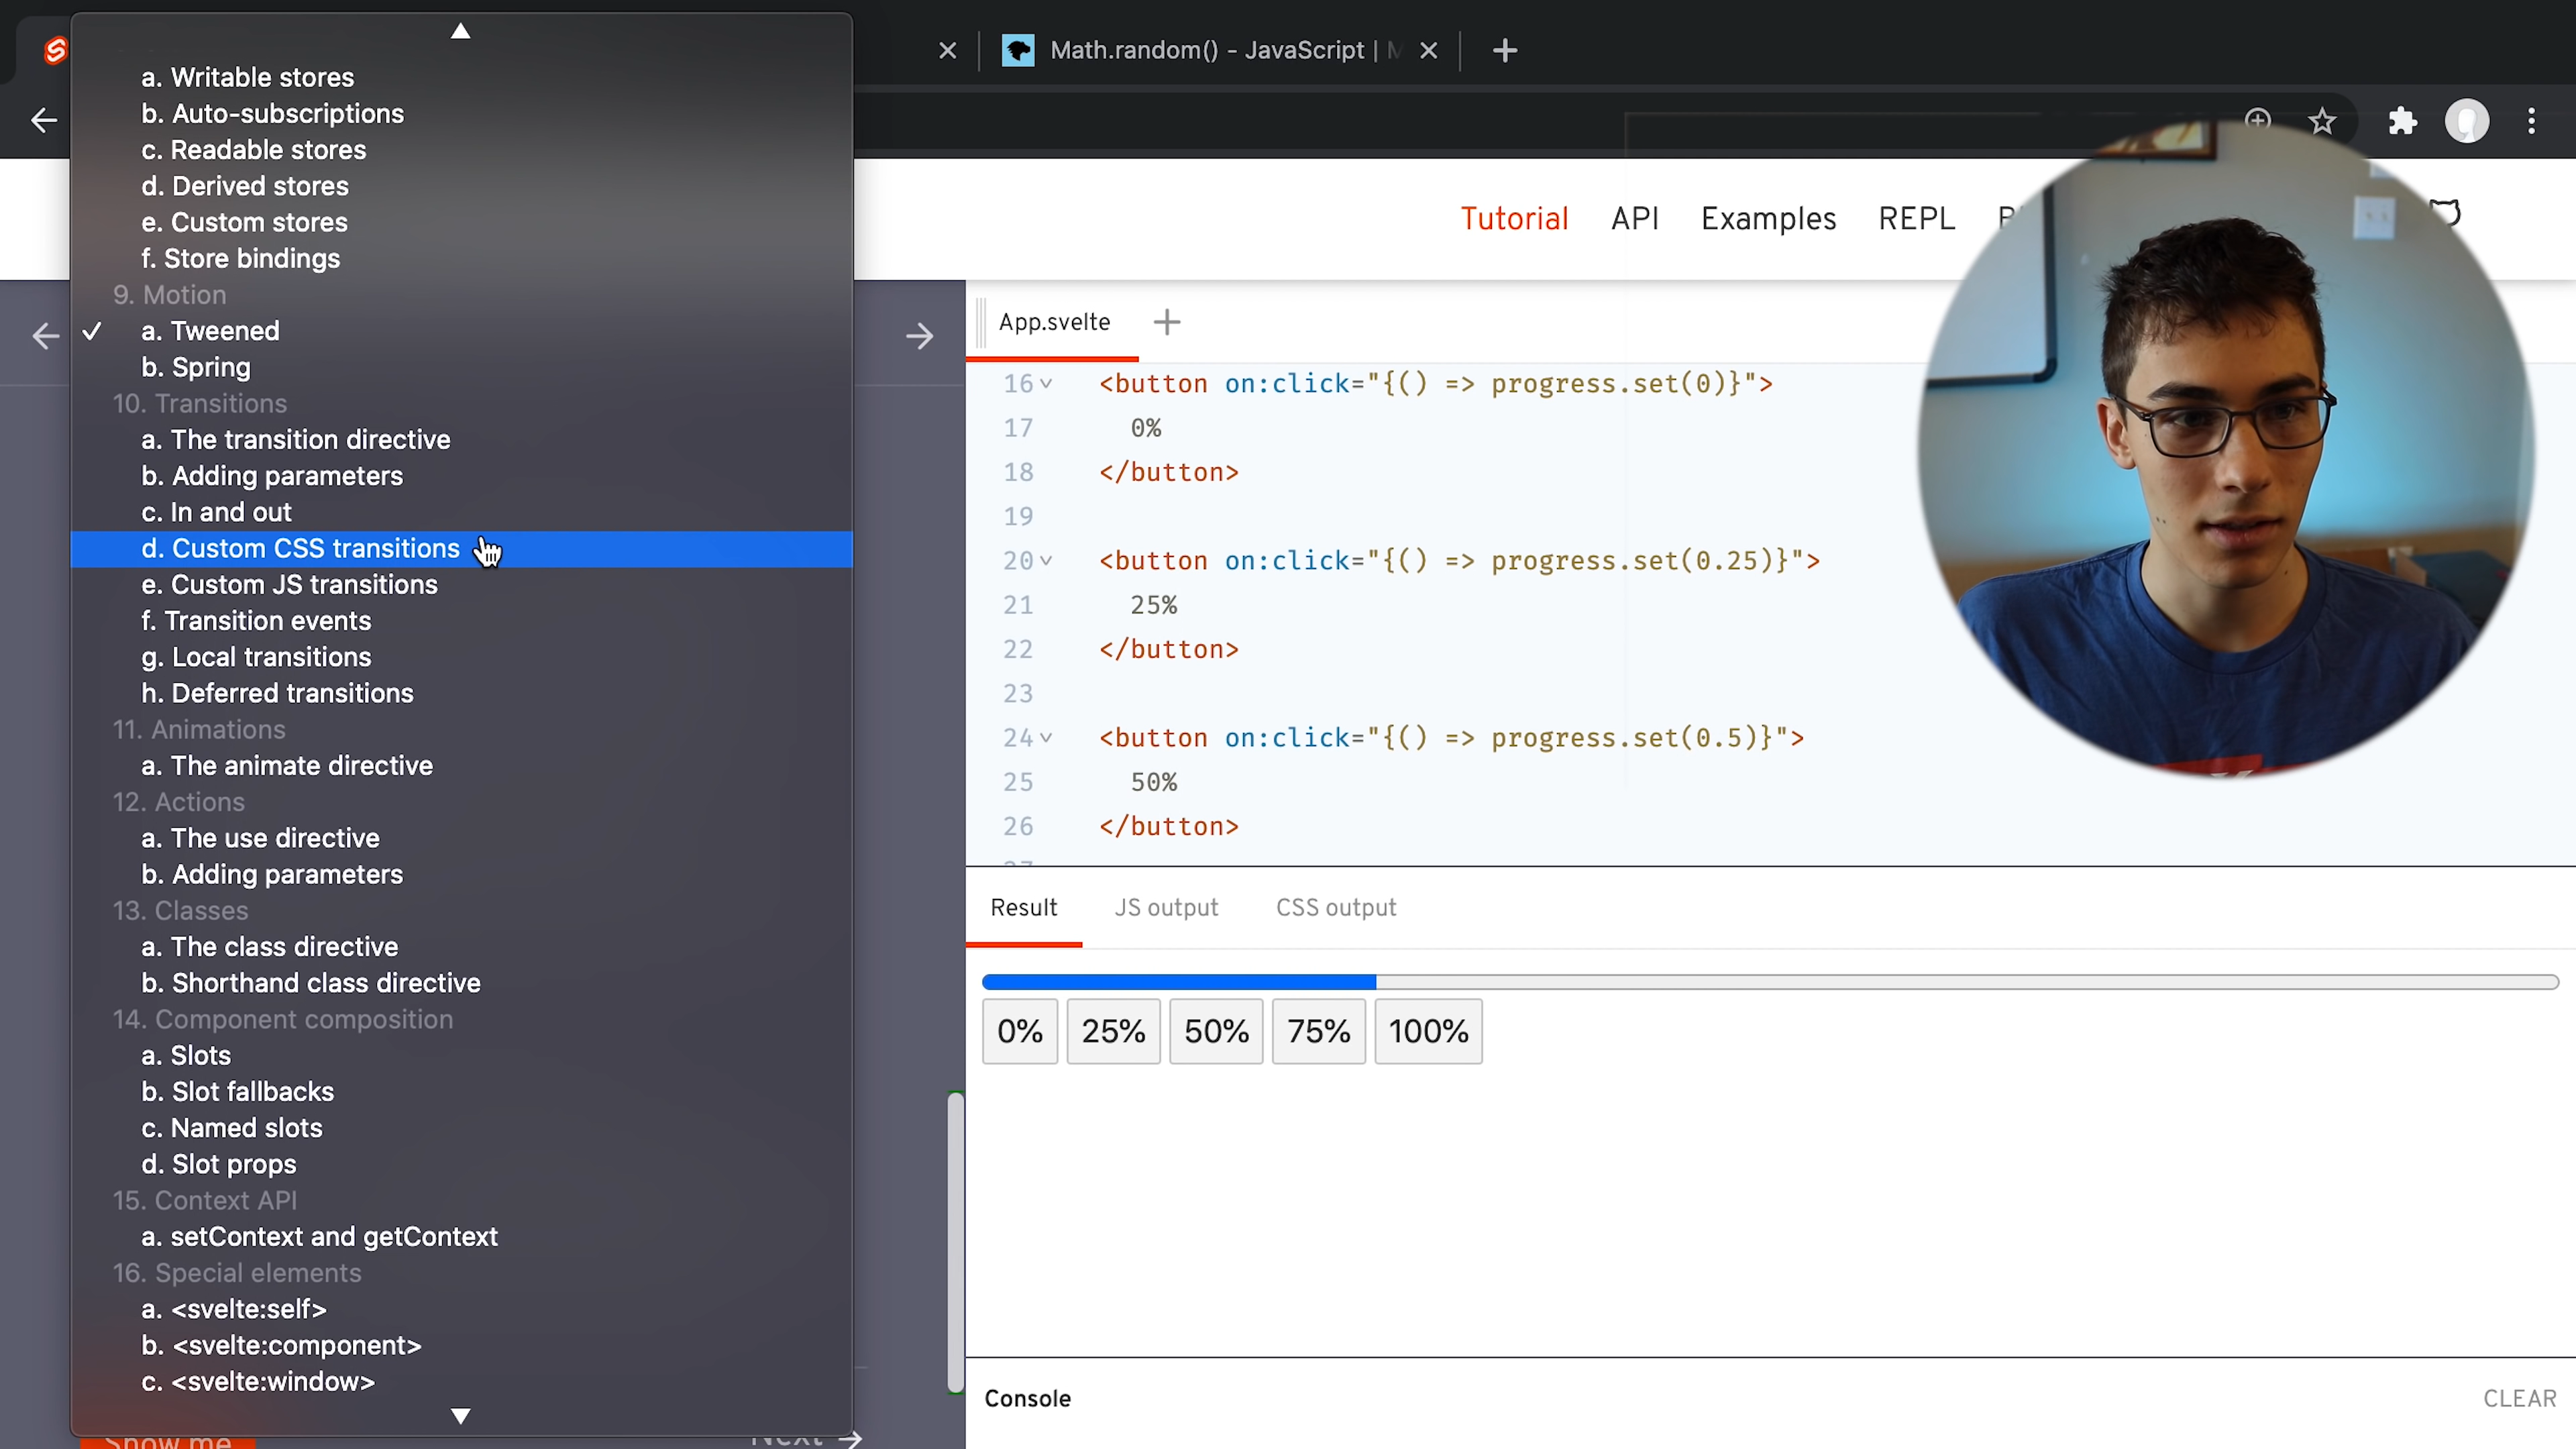 Math.random() - JavaScript |
a. Writable stores
b. Auto-subscriptions
c. Readable stores
d. Derived stores
e. Custom stores
f. Store bindings
9. Motion
✓ a. Tweened
b. Spring
10. Transitions
a. The transition directive
b. Adding parameters
c. In and out
d. Custom CSS transitions
e. Custom JS transitions
f. Transition events
g. Local transitions
h. Deferred transitions
11. Animations
a. The animate directive
12. Actions
a. The use directive
b. Adding parameters
13. Classes
a. The class directive
b. Shorthand class directive
14. Component composition
a. Slots
b. Slot fallbacks
c. Named slots
d. Slot props
15. Context API
a. setContext and getContext
16. Special elements
a. <svelte:self>
b. <svelte:component>
c. <svelte:window>
Show me
Next
Tutorial API Examples REPL
App.svelte +
16 <button on:click="{() => progress.set(0)}">
17 0%
18 </button>
19
20 <button on:click="{() => progress.set(0.25)}">
21 25%
22 </button>
23
24 <button on:click="{() => progress.set(0.5)}">
25 50%
26 </button>
Result JS output CSS output
0% 25% 50% 75% 100%
Console CLEAR